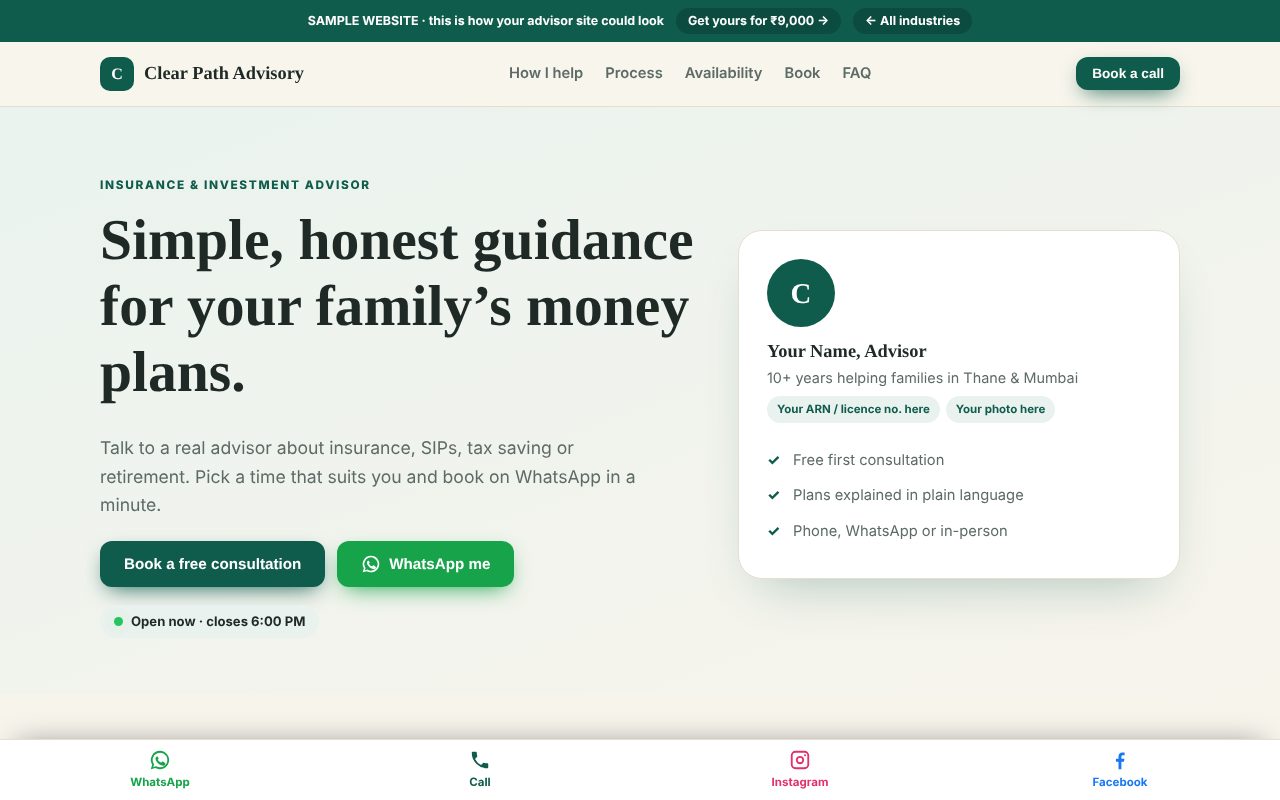 SAMPLE WEBSITE · this is how your advisor site could look
Get yours for ₹9,000 →
← All industries
C
Clear Path Advisory
How I help
Process
Availability
Book
FAQ
Book a call
INSURANCE & INVESTMENT ADVISOR
Simple, honest guidance
for your family’s money
plans.
Talk to a real advisor about insurance, SIPs, tax saving or
retirement. Pick a time that suits you and book on WhatsApp in a
minute.
Book a free consultation
WhatsApp me
Open now · closes 6:00 PM
C
Your Name, Advisor
10+ years helping families in Thane & Mumbai
Your ARN / licence no. here
Your photo here
✓ Free first consultation
✓ Plans explained in plain language
✓ Phone, WhatsApp or in-person
WhatsApp
Call
Instagram
Facebook